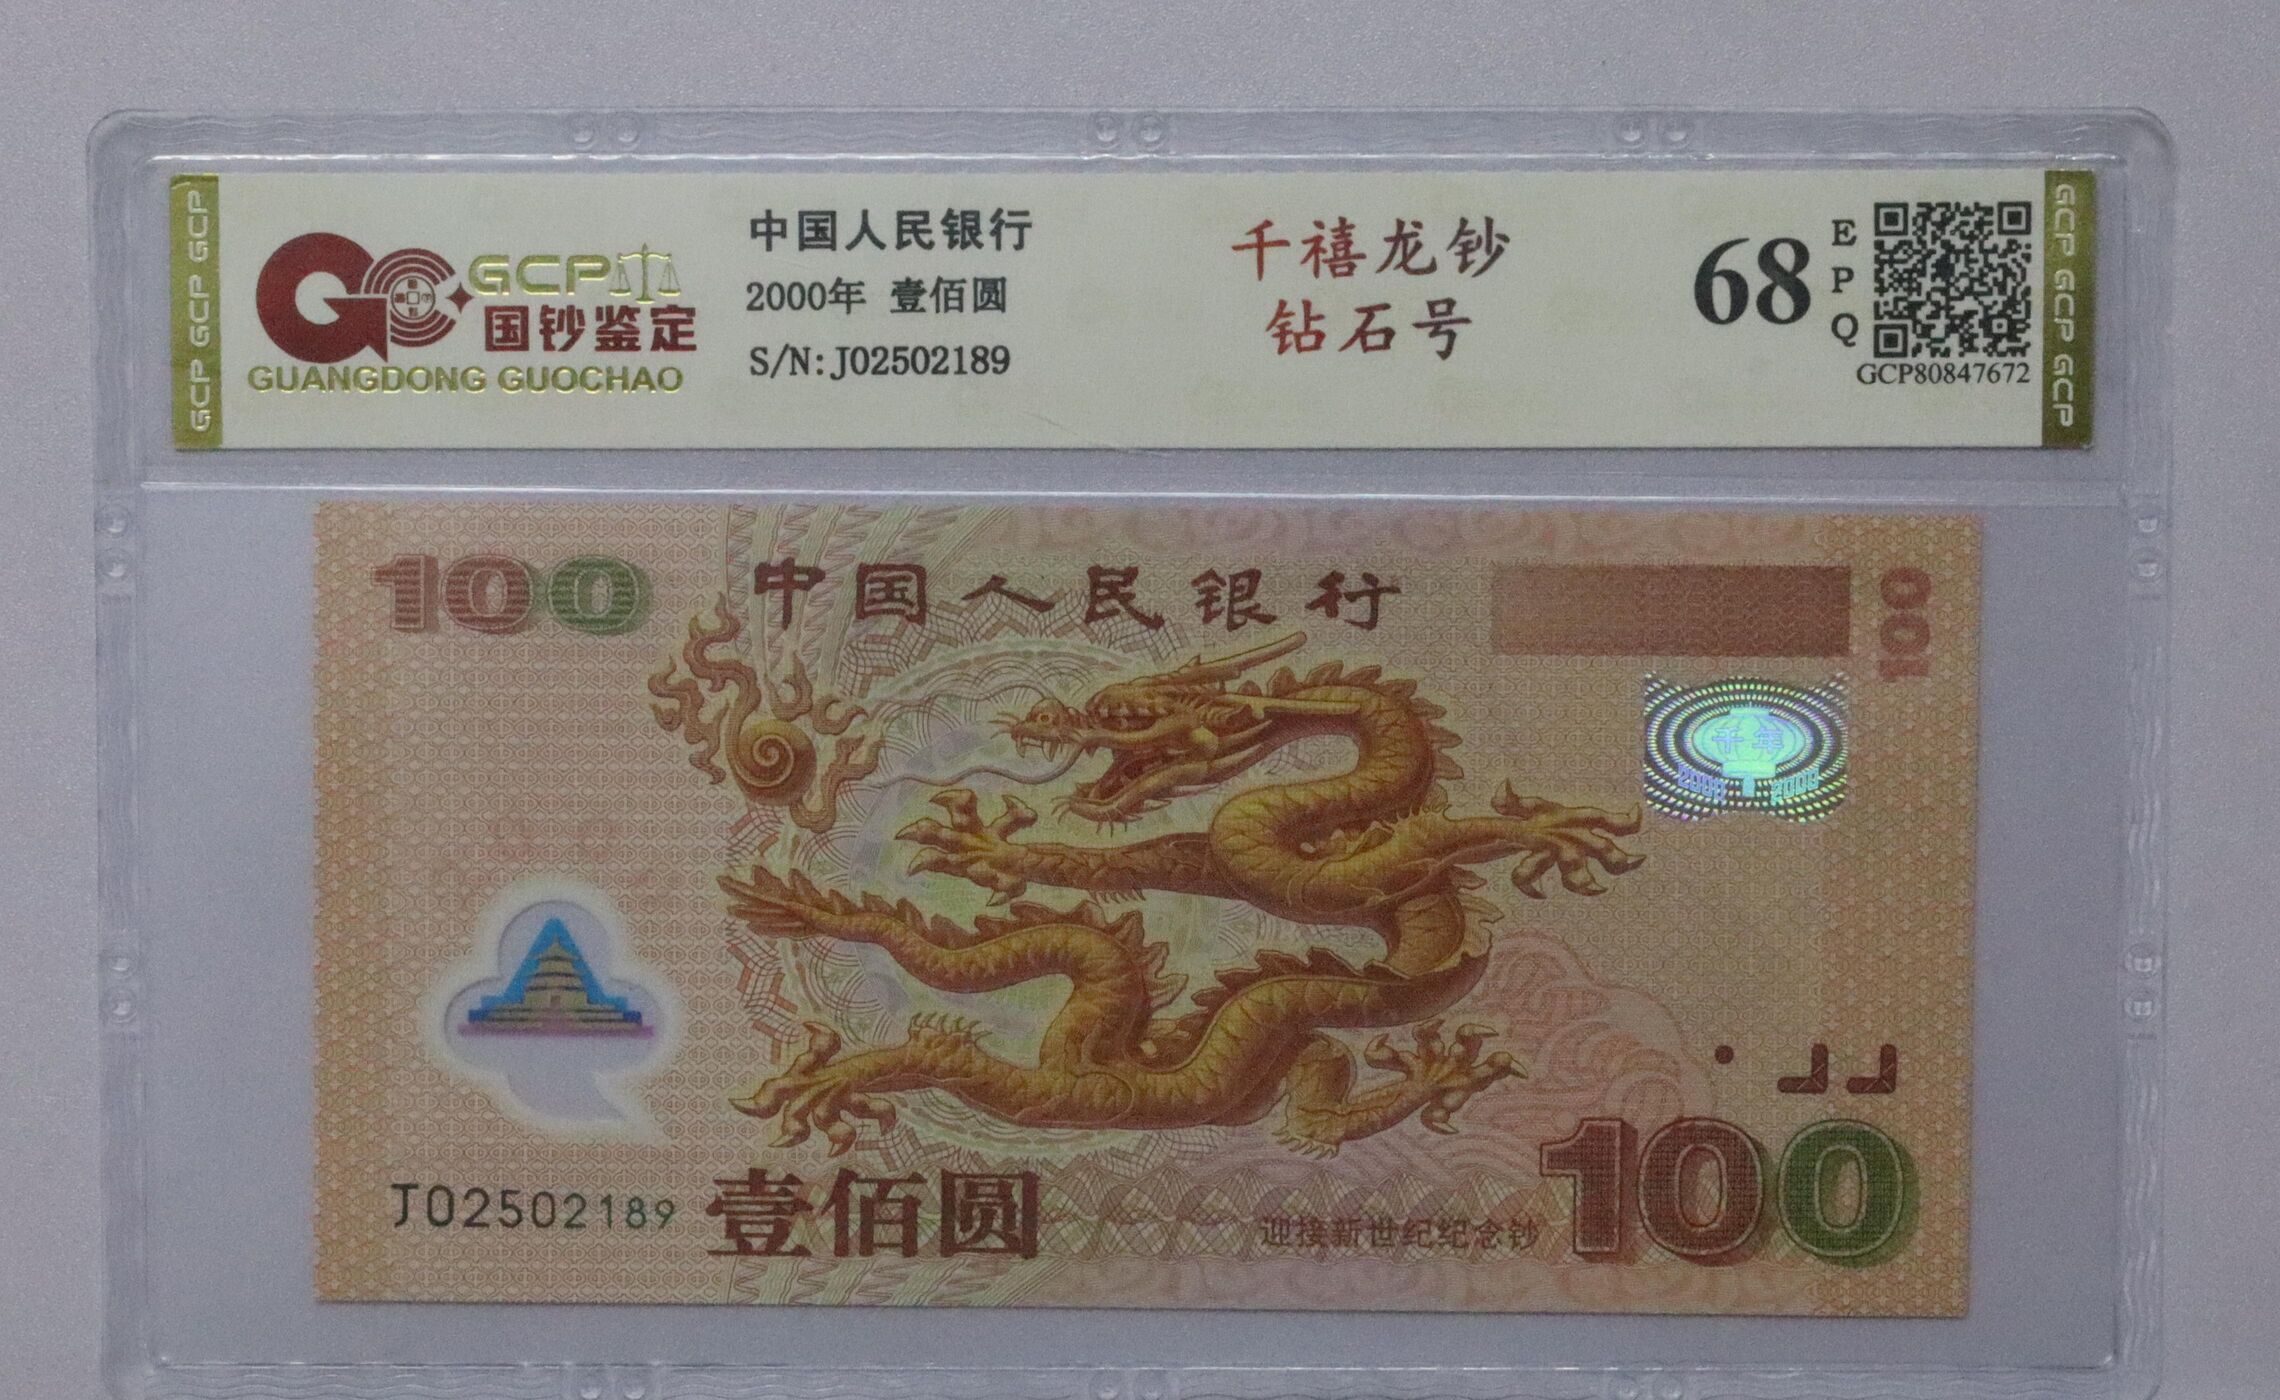 GCP GCP GCP
GCP
国钞鉴定
GUANGDONG GUOCHAO
中国人民银行
2000年 壹佰圆
S/N:J02502189
千禧龙钞
钻石号
68
EPQ
GCP80847672
GCP GCP GCP
100
中国人民银行
100
千年
2000 2000
J02502189
壹佰圆
迎接新世纪纪念钞
100